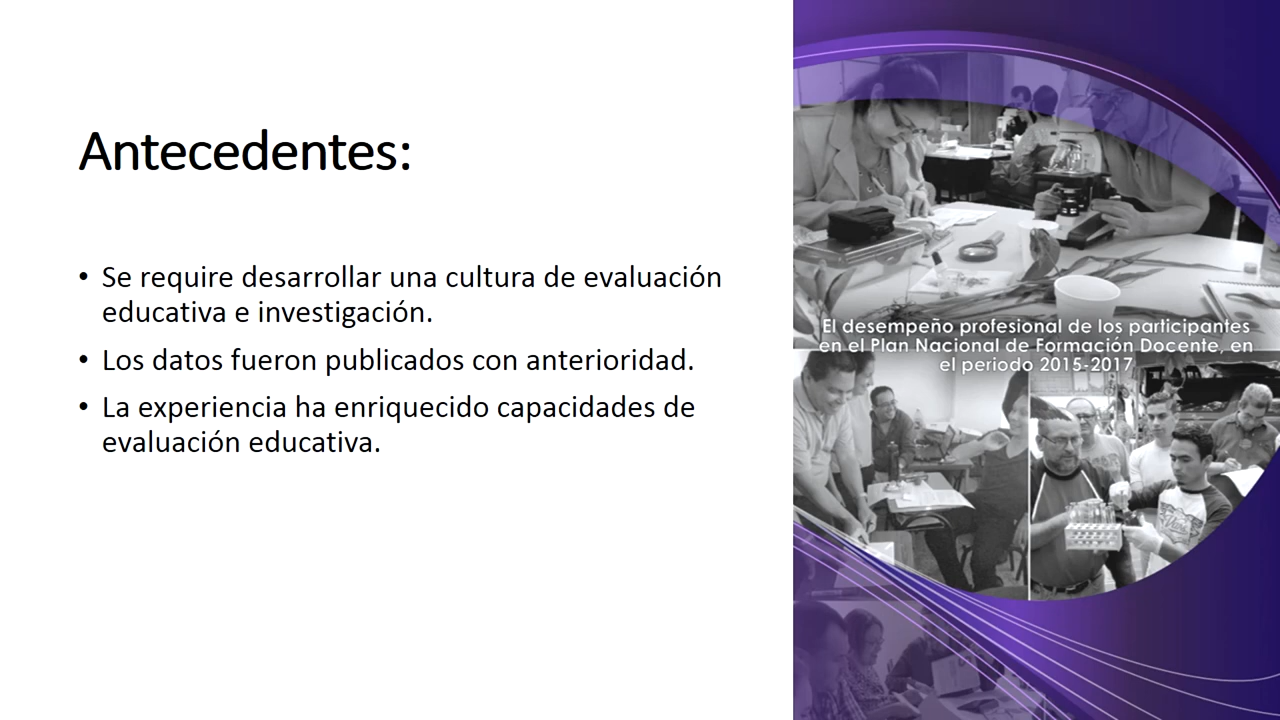 Antecedentes:
• Se require desarrollar una cultura de evaluación
educativa e investigación.
• Los datos fueron publicados con anterioridad.
• La experiencia ha enriquecido capacidades de
evaluación educativa.
El desempeño profesional de los participantes
en el Plan Nacional de Formación Docente, en
el periodo 2015-2017